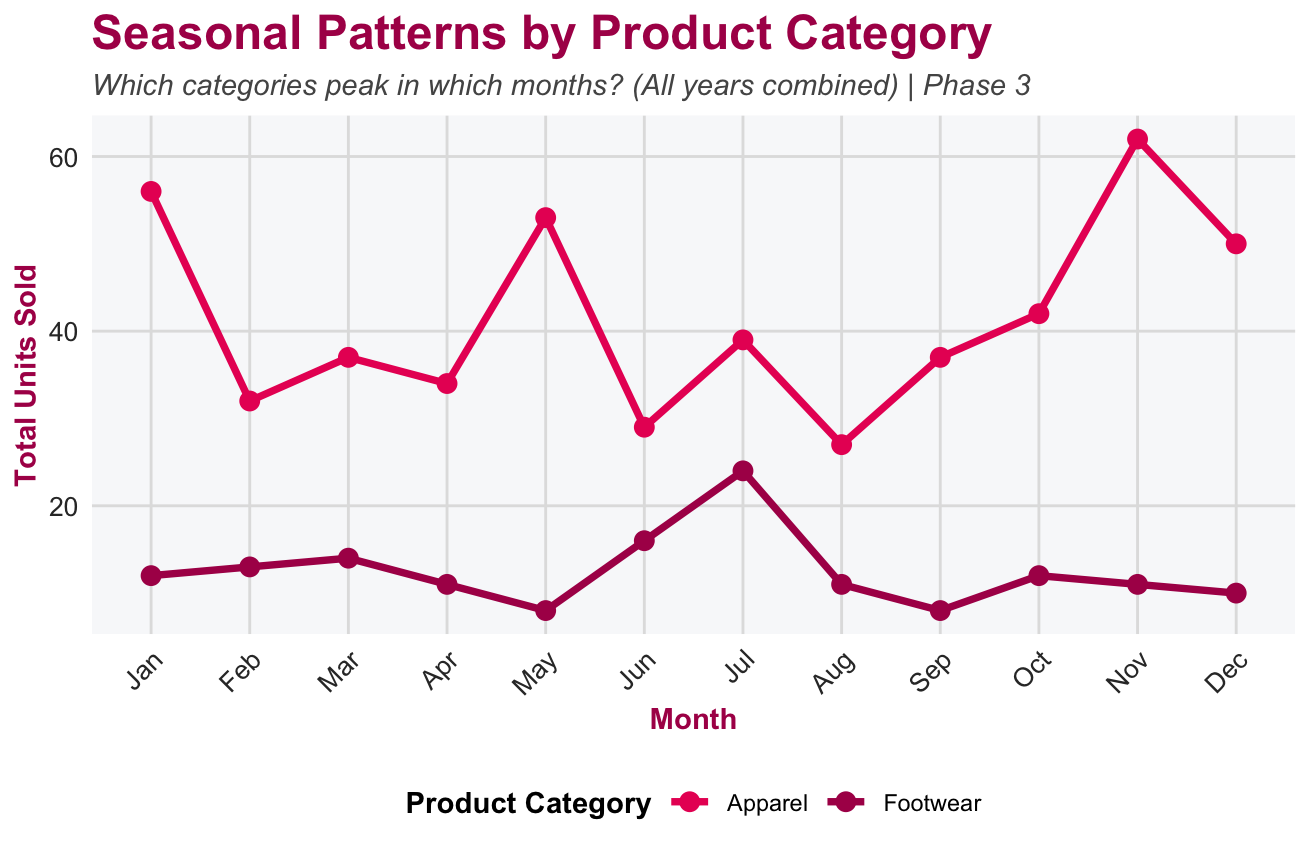 Seasonal Patterns by Product Category
Which categories peak in which months? (All years combined) | Phase 3
Total Units Sold
60
40
20
Jan
Feb
Mar
Apr
May
Jun
Jul
Aug
Sep
Oct
Nov
Dec
Month
Product Category Apparel Footwear